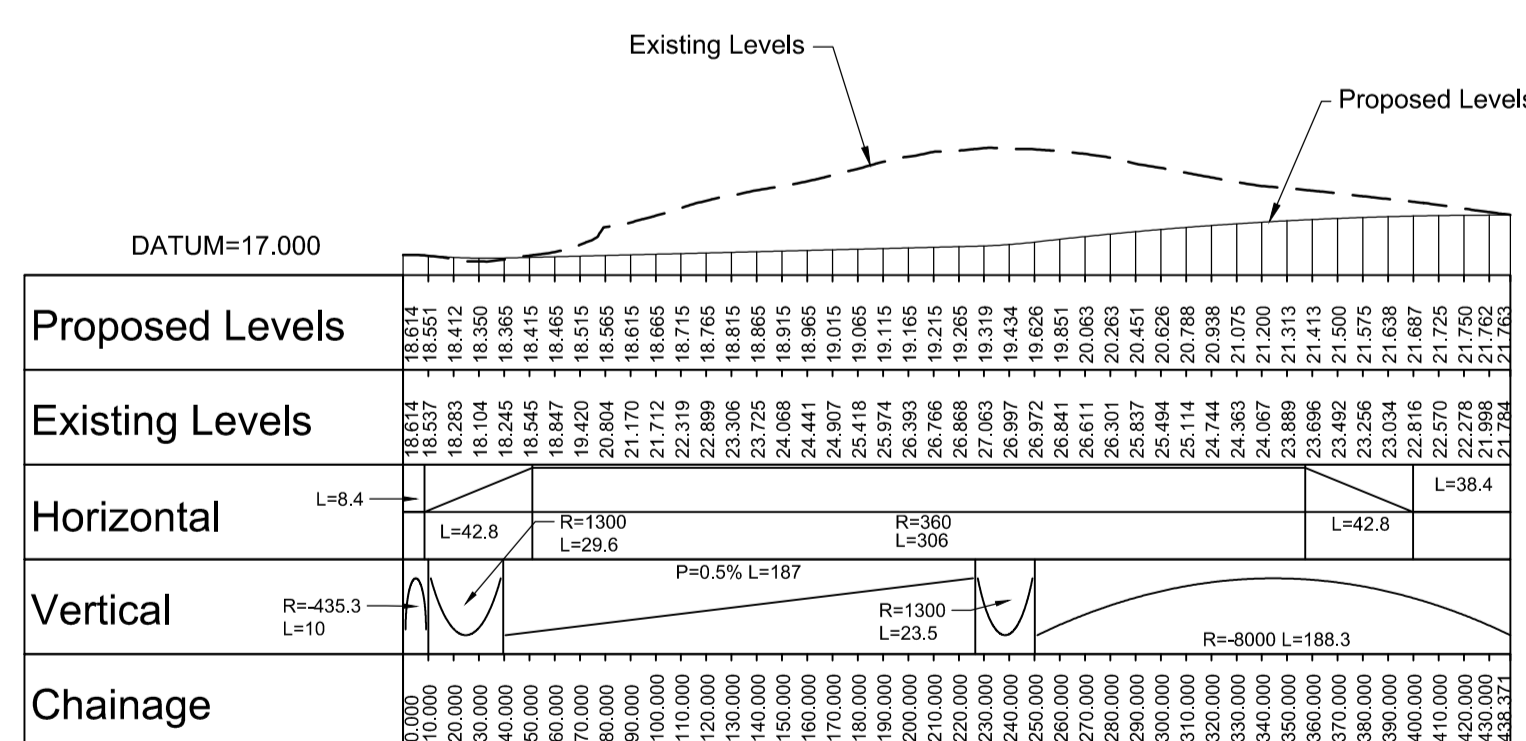 Existing Levels
Proposed Levels
DATUM=17.000
Proposed Levels 18.614 18.551 18.412 18.350 18.365 18.415 18.465 18.515 18.565 18.615 18.665 18.715 18.765 18.815 18.865 18.915 18.965 19.015 19.065 19.115 19.165 19.215 19.265 19.319 19.434 19.626 19.851 20.063 20.263 20.451 20.626 20.788 20.938 21.075 21.200 21.313 21.413 21.500 21.575 21.638 21.687 21.725 21.750 21.762 21.763
Existing Levels 18.614 18.537 18.283 18.104 18.245 18.545 18.847 19.420 20.804 21.170 21.712 22.319 22.899 23.306 23.725 24.068 24.441 24.907 25.418 25.974 26.393 26.766 26.868 27.063 26.997 26.972 26.841 26.611 26.301 25.837 25.494 25.114 24.744 24.363 24.067 23.889 23.696 23.492 23.256 23.034 22.816 22.570 22.278 21.998 21.784
Horizontal
L=8.4
L=42.8
R=1300
L=29.6
R=360
L=306
L=42.8
L=38.4
Vertical
R=-435.3
L=10
P=0.5% L=187
R=1300
L=23.5
R=-8000 L=188.3
Chainage 0.000 10.000 20.000 30.000 40.000 50.000 60.000 70.000 80.000 90.000 100.000 110.000 120.000 130.000 140.000 150.000 160.000 170.000 180.000 190.000 200.000 210.000 220.000 230.000 240.000 250.000 260.000 270.000 280.000 290.000 300.000 310.000 320.000 330.000 340.000 350.000 360.000 370.000 380.000 390.000 400.000 410.000 420.000 430.000 438.371